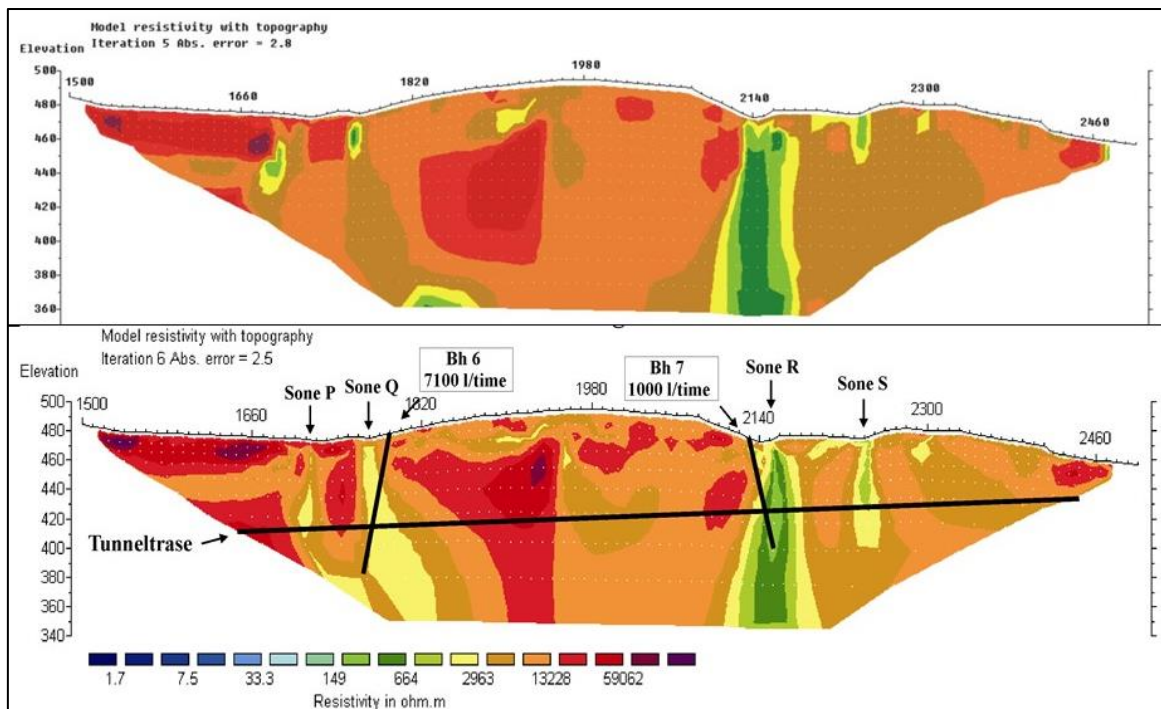 Model resistivity with topography
Iteration 5 Abs. error = 2.8
Elevation
500
1500
1660
1820
1980
2140
2300
2460
480
460
440
420
400
380
360
Model resistivity with topography
Iteration 6 Abs. error = 2.5
Bh 6
7100 l/time
Bh 7
1000 l/time
Sone R
Elevation
Sone P
Sone Q
Sone S
500
1500
1660
1820
1980
2140
2300
2460
480
460
440
420
Tunneltrase
400
380
360
340
1.7
7.5
33.3
149
664
2963
13228
59062
Resistivity in ohm.m